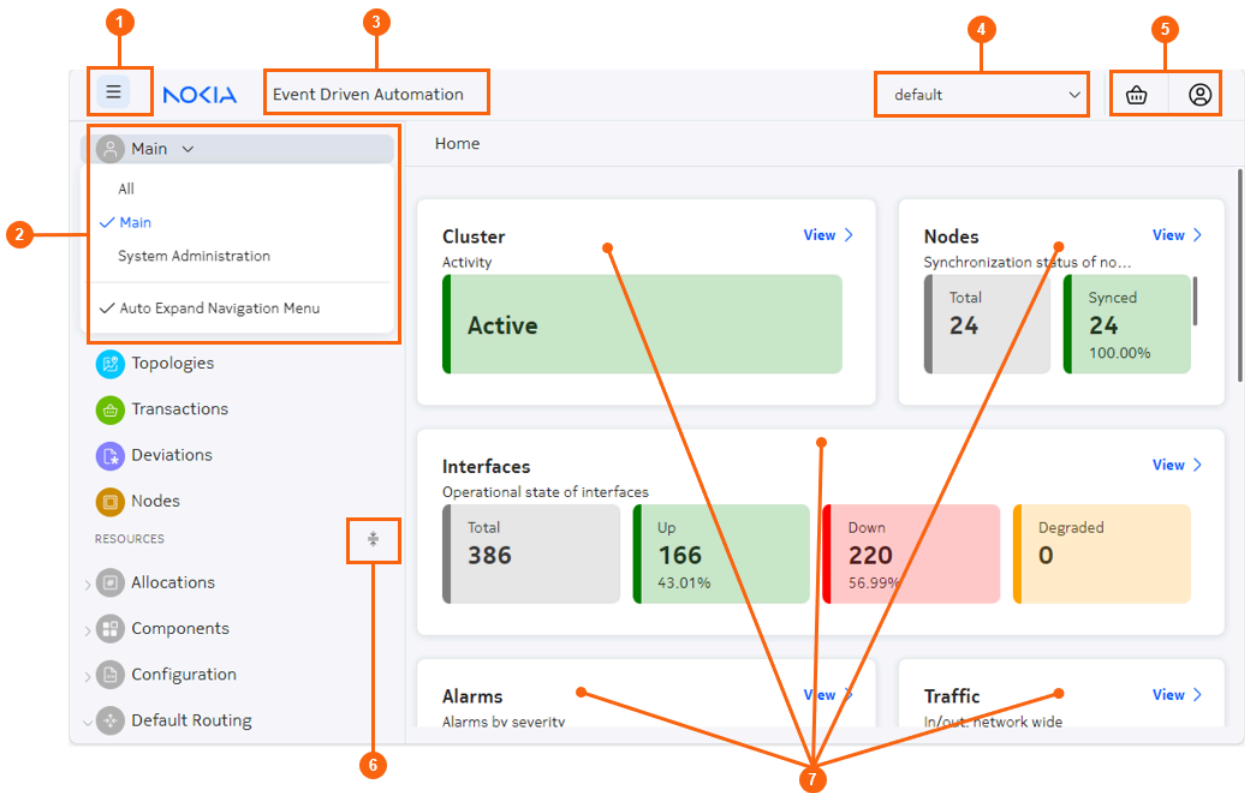 1
3
4
5
NOKIA
Event Driven Automation
default
Main
Home
All
Main
System Administration
Auto Expand Navigation Menu
2
Topologies
Transactions
Deviations
Nodes
RESOURCES
Allocations
Components
Configuration
Default Routing
6
Cluster
View
Activity
Active
Nodes
View
Synchronization status of no...
Total
24
Synced
24
100.00%
Interfaces
View
Operational state of interfaces
Total
386
Up
166
43.01%
Down
220
56.99%
Degraded
0
Alarms
View
Alarms by severity
Traffic
View
In/out, network wide
7